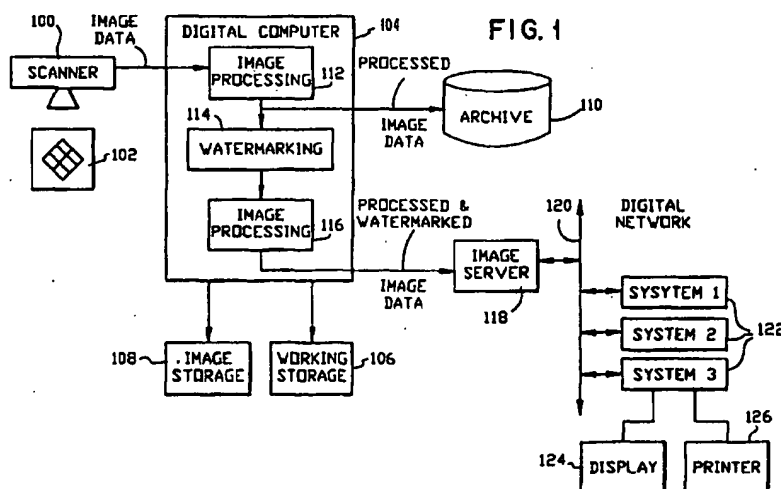 FIG. 1
100
IMAGE
DATA
SCANNER
102
DIGITAL COMPUTER
104
IMAGE
PROCESSING
112
114
WATERMARKING
IMAGE
PROCESSING
116
PROCESSED
IMAGE
DATA
ARCHIVE
110
PROCESSED &
WATERMARKED
IMAGE
DATA
IMAGE
SERVER
118
120
DIGITAL
NETWORK
SYSYTEM 1
SYSTEM 2
SYSTEM 3
122
108
IMAGE
STORAGE
WORKING
STORAGE
106
124
DISPLAY
126
PRINTER